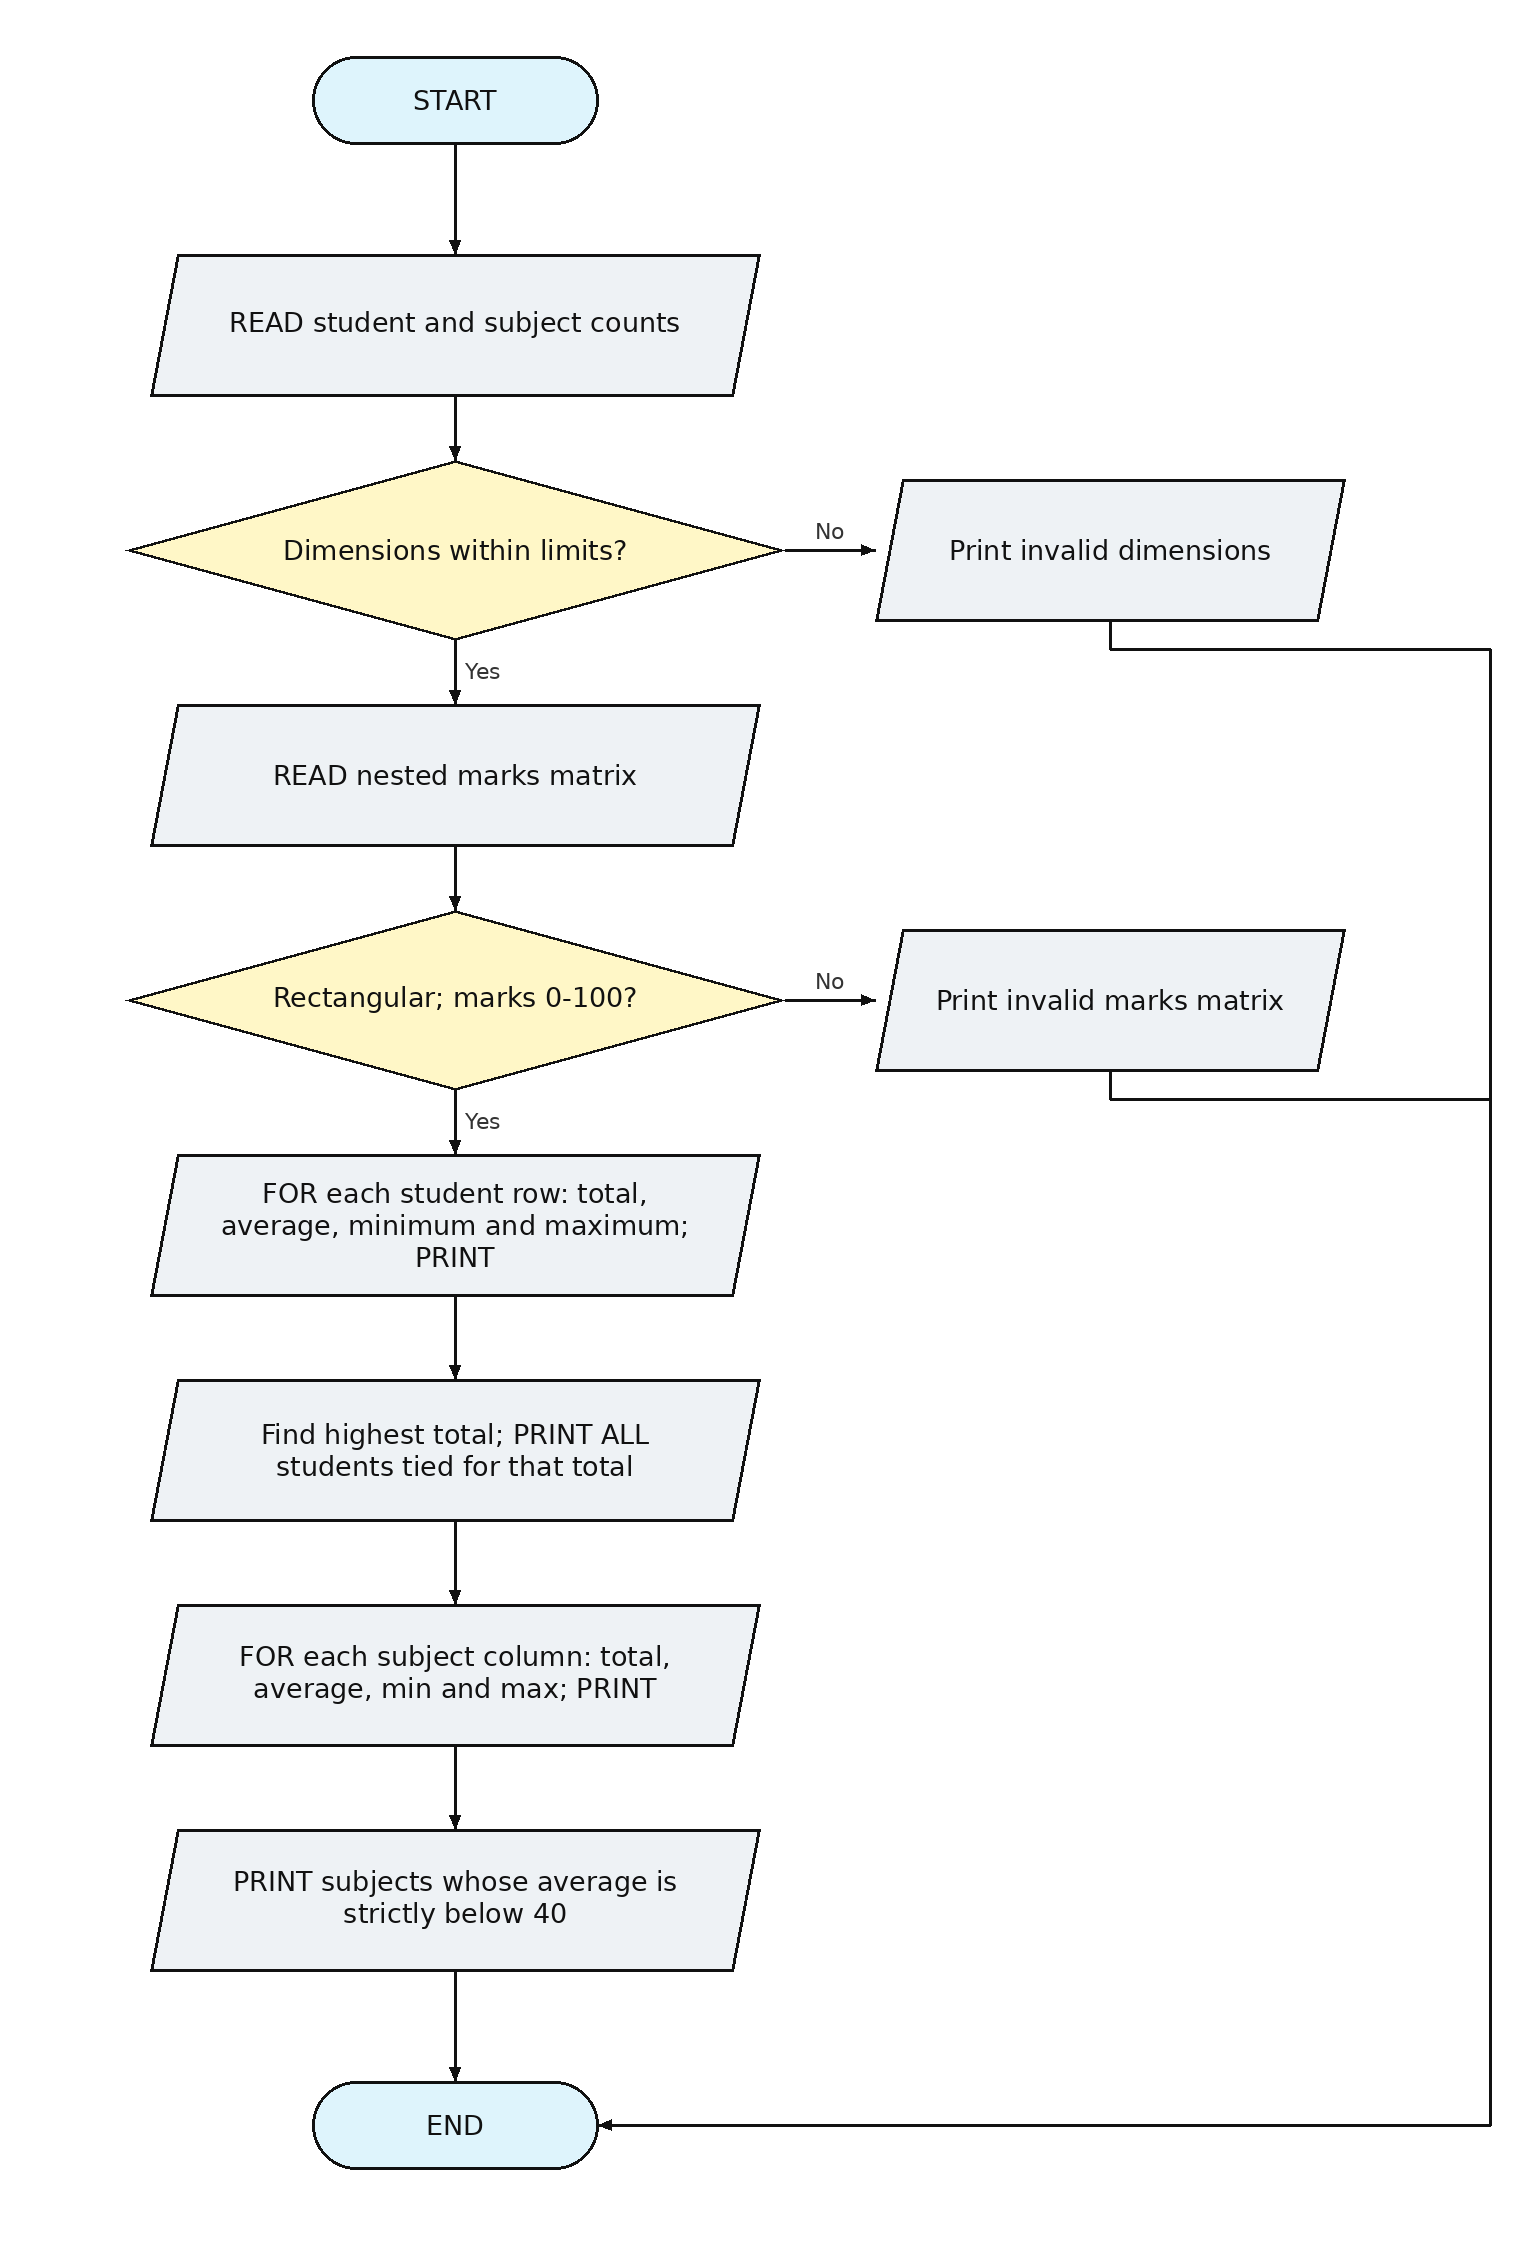 START
READ student and subject counts
Dimensions within limits?
No
Print invalid dimensions
Yes
READ nested marks matrix
Rectangular; marks 0-100?
No
Print invalid marks matrix
Yes
FOR each student row: total,
average, minimum and maximum;
PRINT
Find highest total; PRINT ALL
students tied for that total
FOR each subject column: total,
average, min and max; PRINT
PRINT subjects whose average is
strictly below 40
END